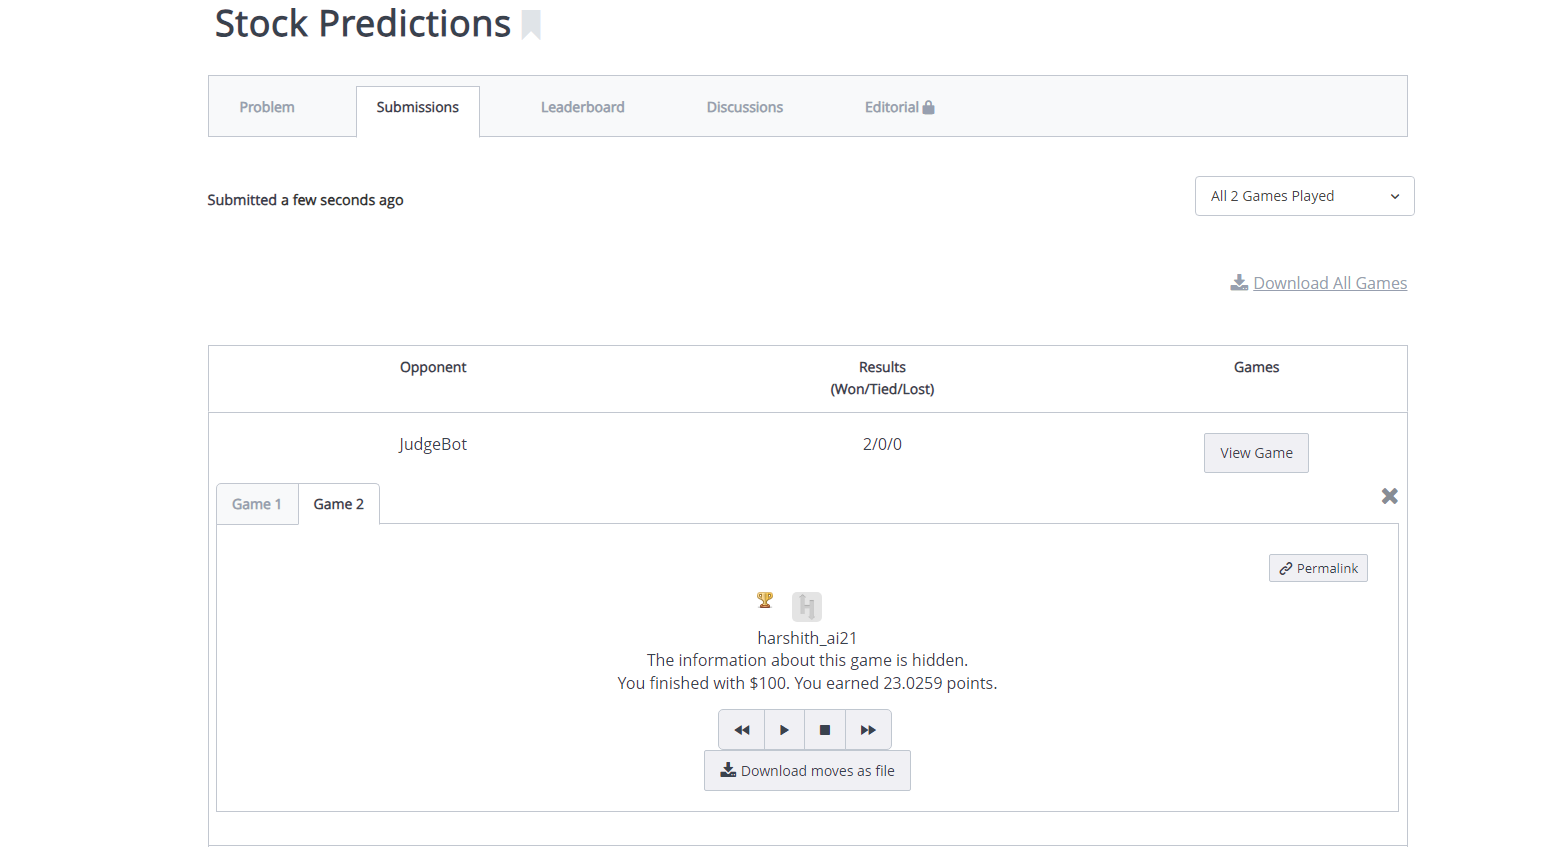 Stock Predictions
Problem
Submissions
Leaderboard
Discussions
Editorial
Submitted a few seconds ago
All 2 Games Played
Download All Games
Opponent
Results
(Won/Tied/Lost)
Games
JudgeBot
2/0/0
View Game
Game 1
Game 2
Permalink
harshith_ai21
The information about this game is hidden.
You finished with $100. You earned 23.0259 points.
Download moves as file